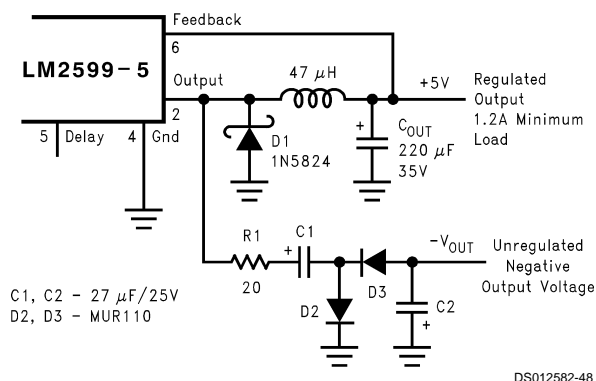 Feedback
6
LM2599-5
Output
2
5 Delay
4 Gnd
47 μH
+5V
Regulated
Output
1.2A Minimum
Load
D1
1N5824
+
COUT
220 μF
35V
R1
20
C1
+
D2
D3
-VOUT
C2
+
Unregulated
Negative
Output Voltage
C1, C2 - 27 μF/25V
D2, D3 - MUR110
DS012582-48